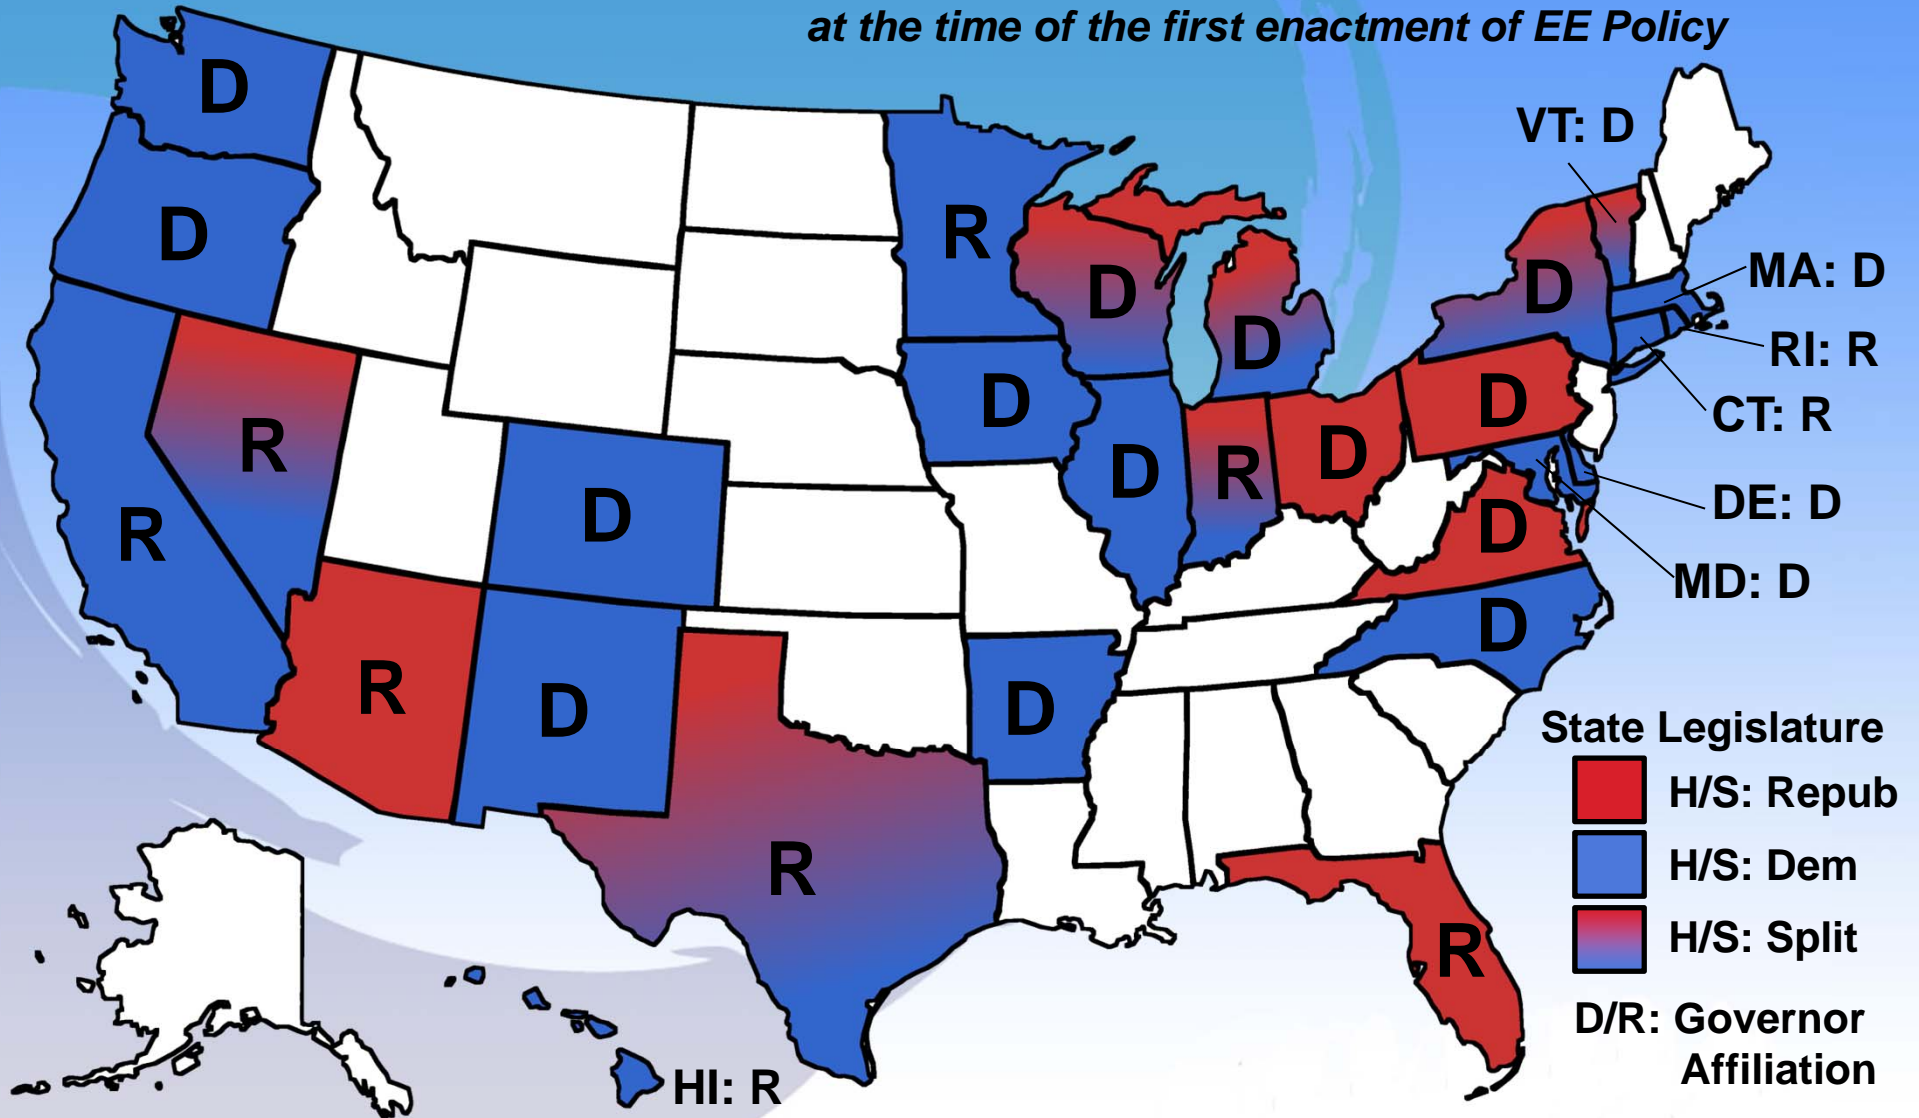 at the time of the first enactment of EE Policy
D
VT: D
D
R
D
D
D
MA: D
RI: R
R
D
D
CT: R
R
D
D
R
D
D
DE: D
D
MD: D
D
R
D
D
R
State Legislature
H/S: Repub
H/S: Dem
H/S: Split
R
D/R: Governor
Affiliation
HI: R